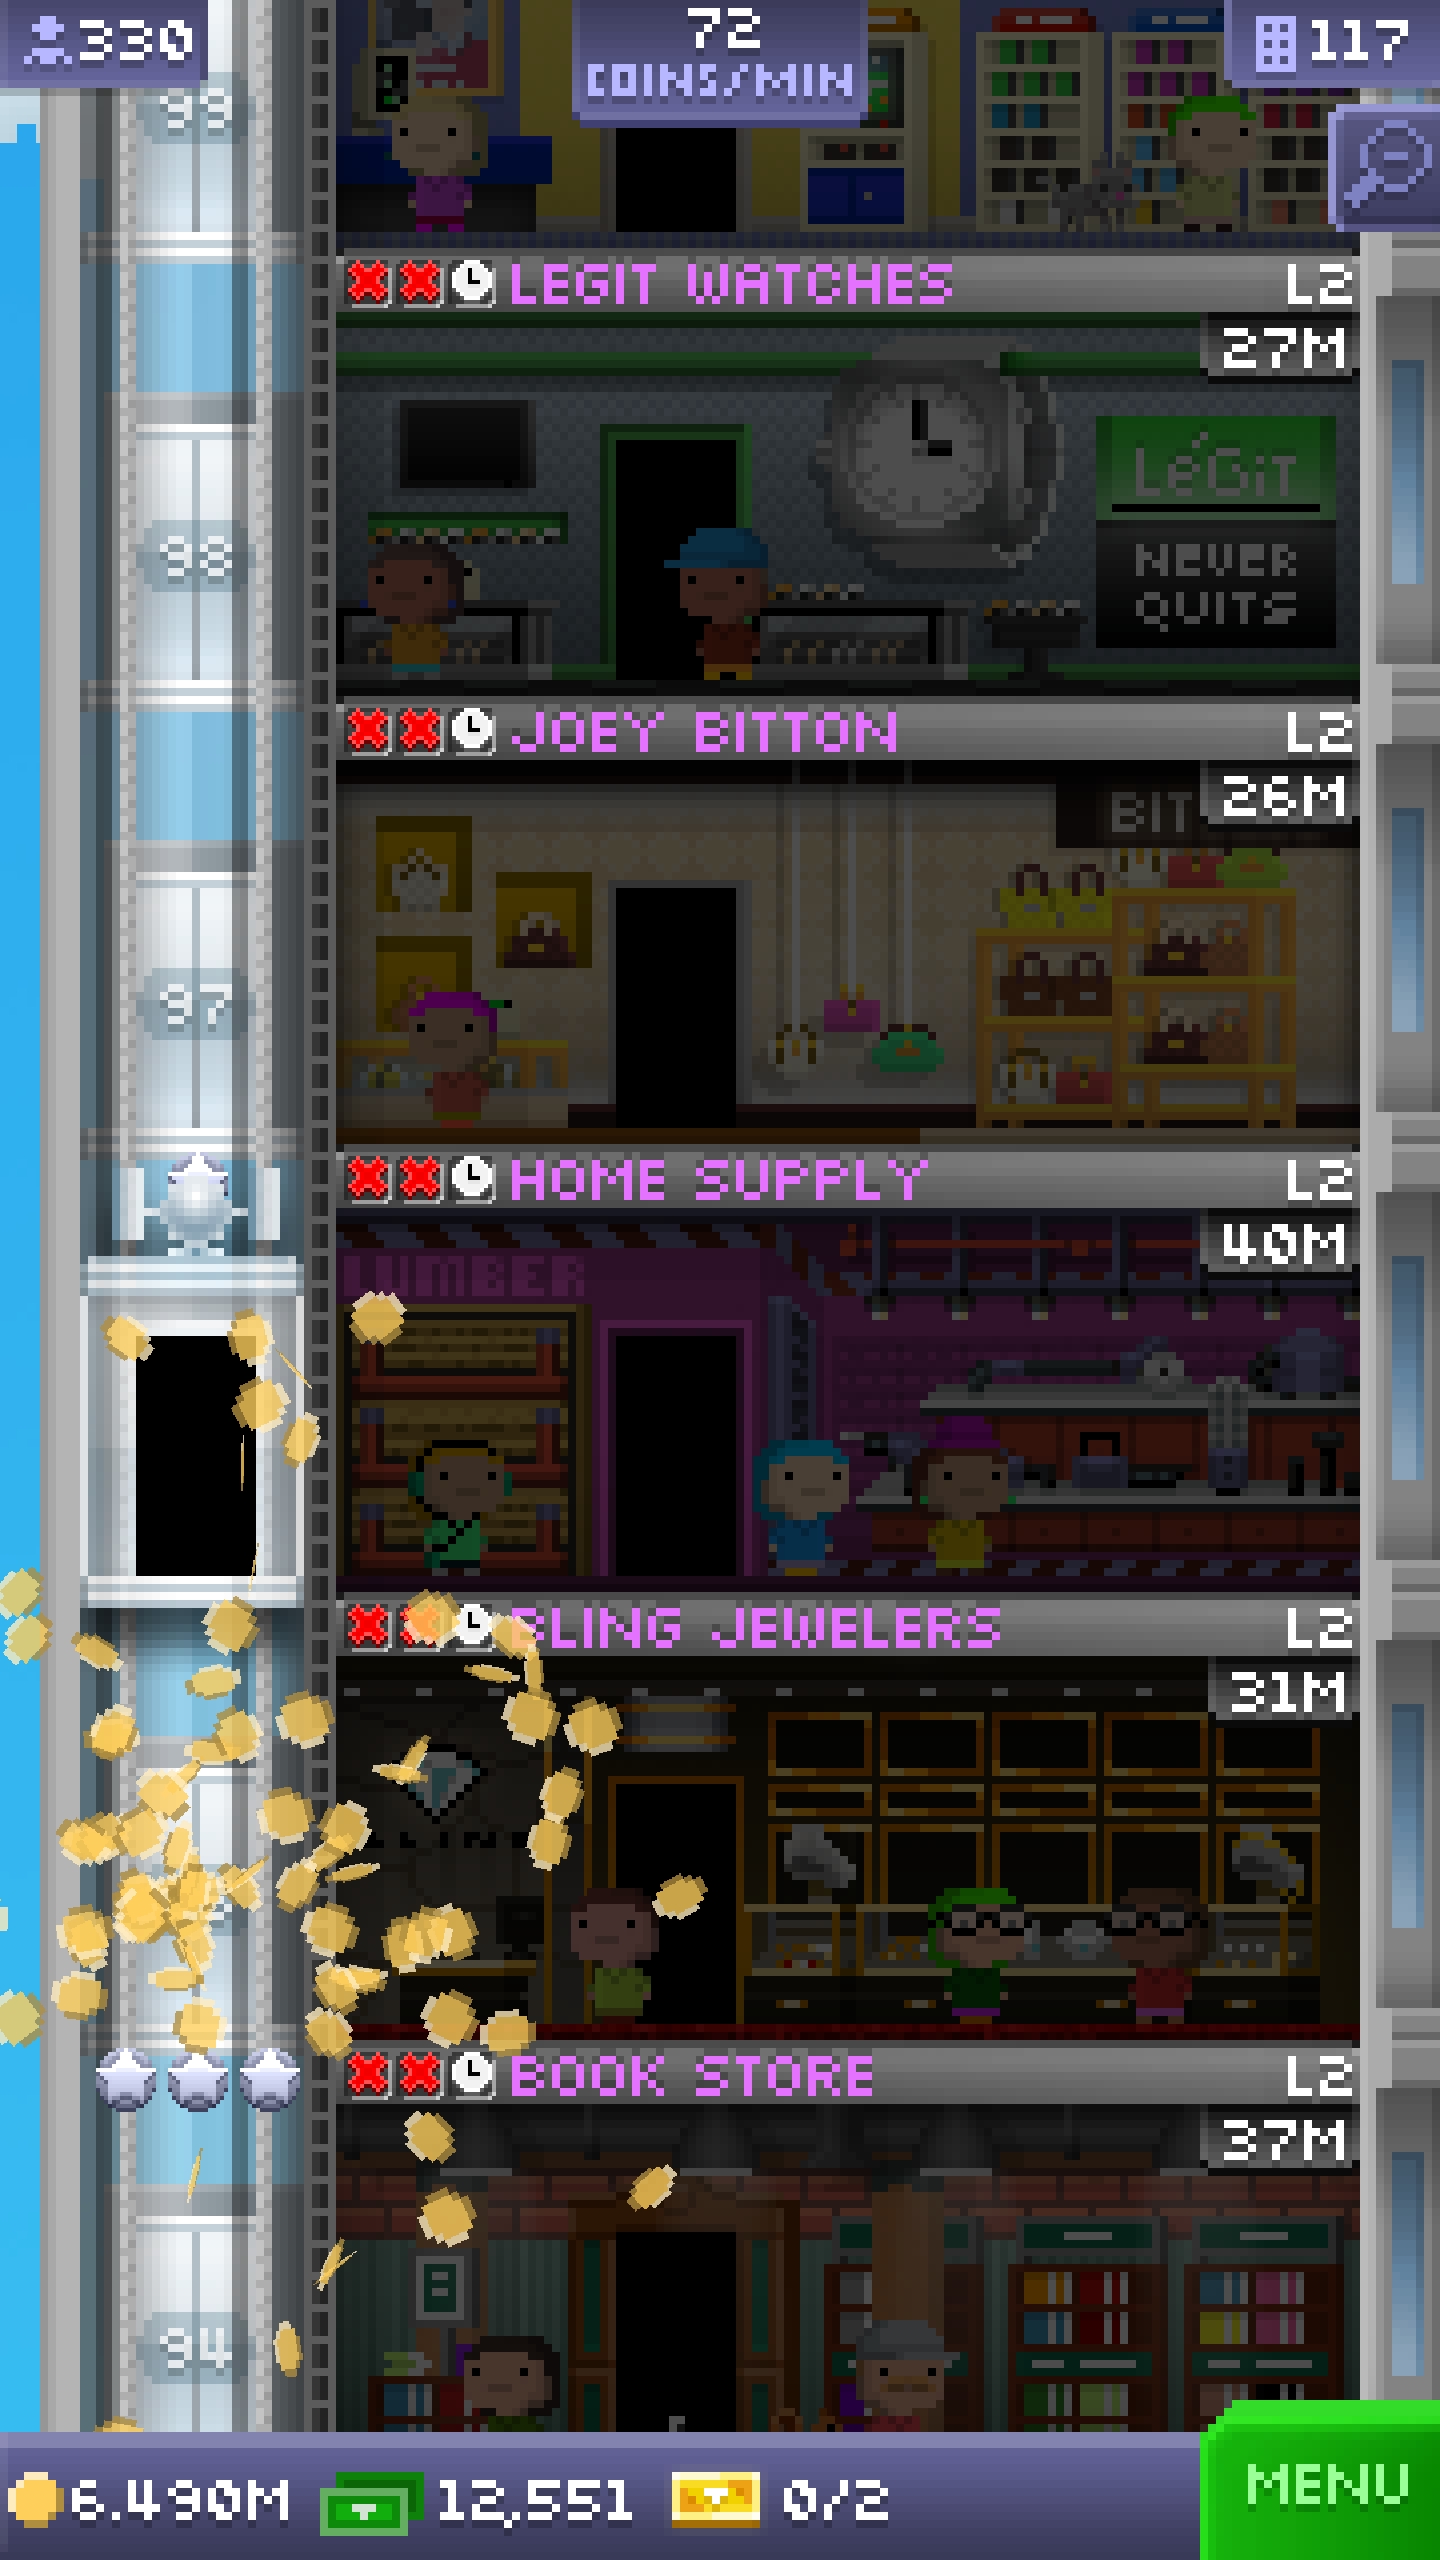 330
72
COINS/MIN
117
99
LEGIT WATCHES
L2
27M
98
LéGiT
NEVER
QUITS
JOEY BITTON
L2
26M
BIT
97
HOME SUPPLY
L2
40M
LUMBER
BLING JEWELERS
L2
31M
BOOK STORE
L2
37M
94
6.490M
12,551
0/2
MENU